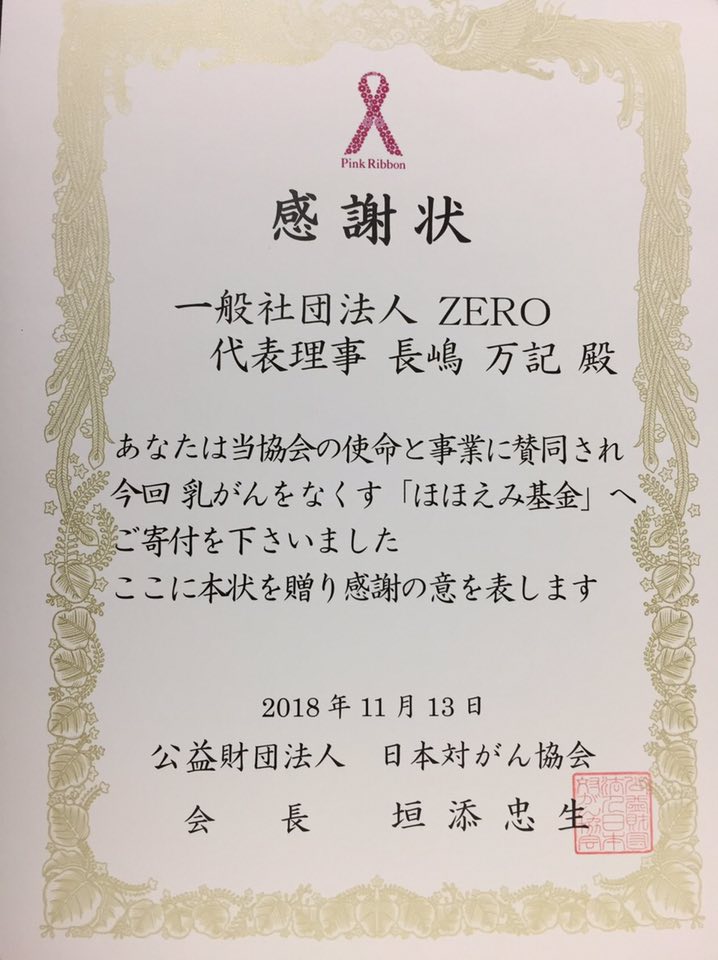 Pink Ribbon
感謝状
一般社団法人 ZERO
代表理事 長嶋 万記 殿
あなたは当協会の使命と事業に賛同され
今回 乳がんをなくす「ほほえみ基金」へ
ご寄付を下さいました
ここに本状を贈り感謝の意を表します
2018年11月13日
公益財団法人 日本対がん協会
会 長 垣添忠生